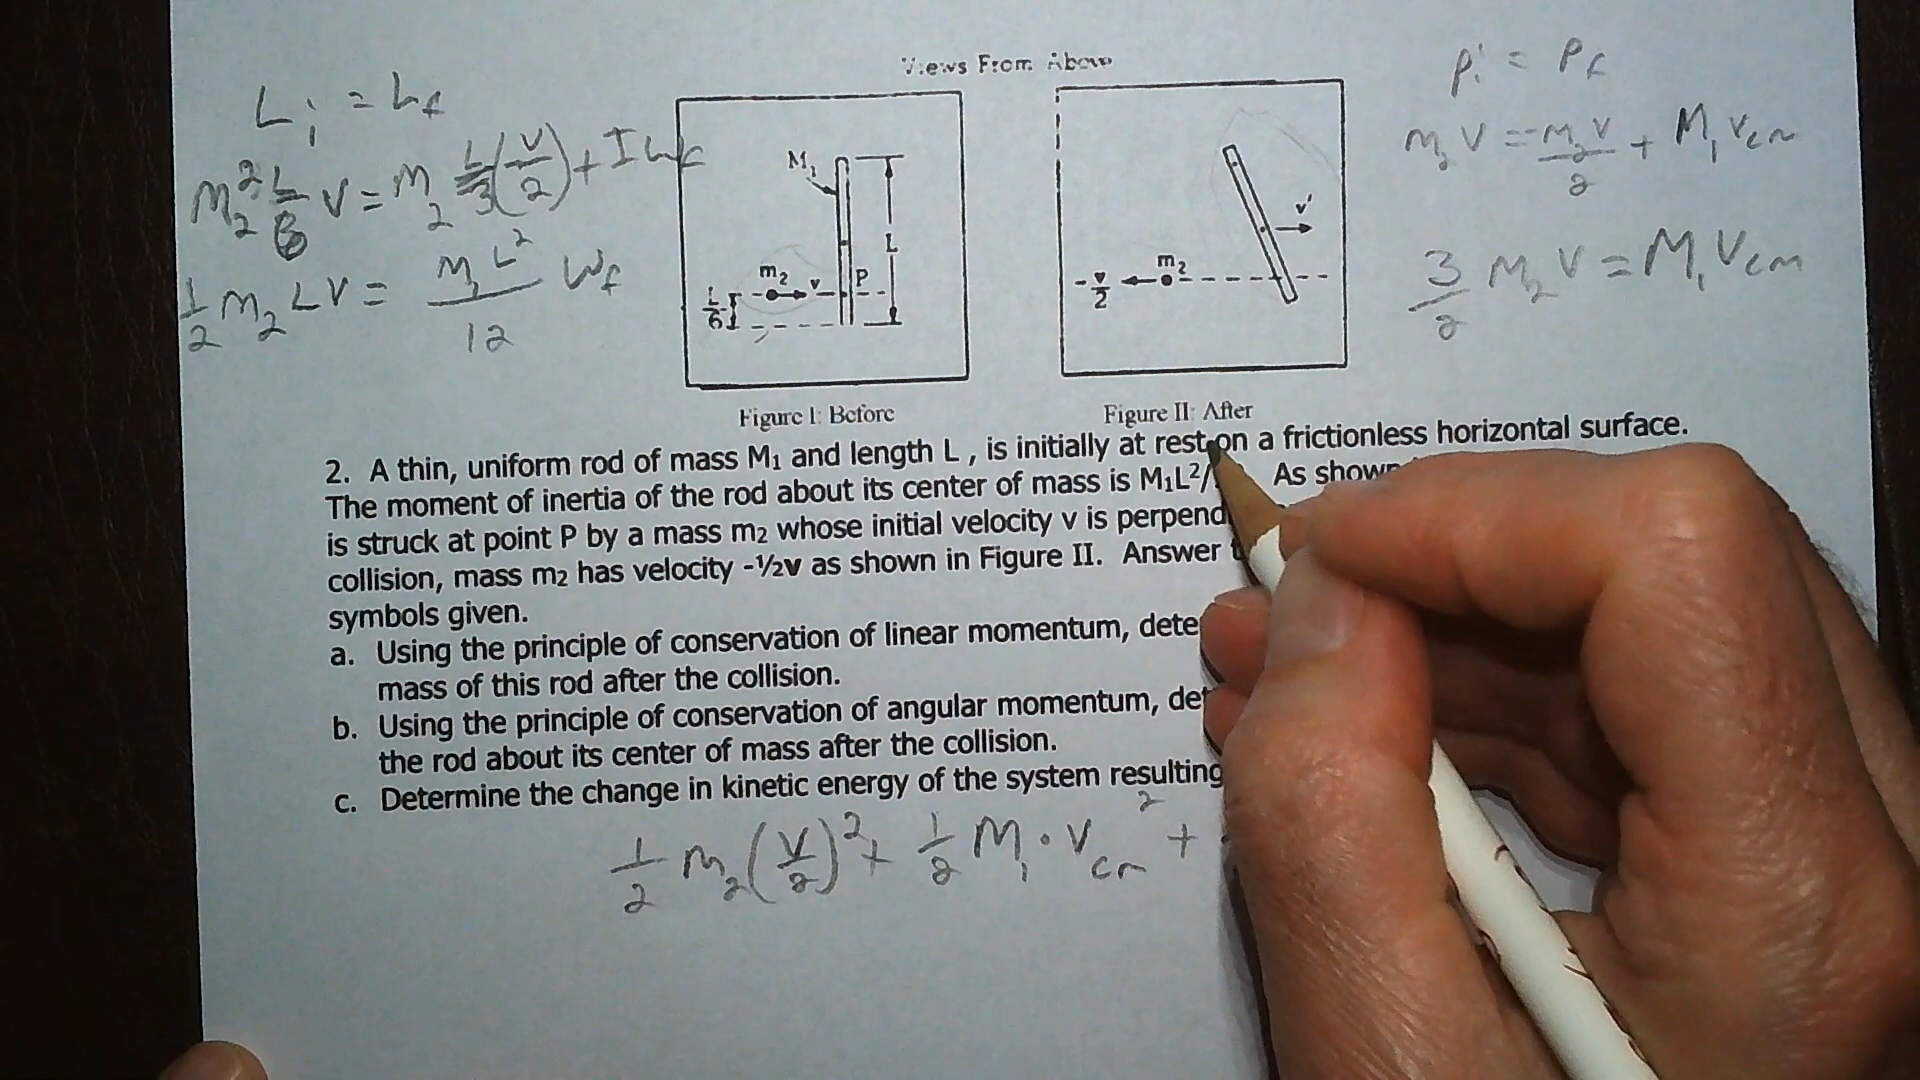 Views From Above
L_i = L_f
m_2 2L/6 v = m_2 L/3 (v/2) + I ω_f
1/2 m_2 L v = M_1 L^2 / 12 ω_f
M_1
L
m_2 v P
L/6
Figure I: Before
v'
m_2
-v/2
Figure II: After
p_i = p_f
m_2 v = -m_2 v/2 + M_1 v_cm
3/2 m_2 v = M_1 v_cm
2. A thin, uniform rod of mass M1 and length L , is initially at rest on a frictionless horizontal surface.
The moment of inertia of the rod about its center of mass is M1L²/ As shown
is struck at point P by a mass m2 whose initial velocity v is
collision, mass m2 has velocity -½v as shown in Figure II. Answer
symbols given.
a. Using the principle of conservation of linear momentum,
mass of this rod after the collision.
b. Using the principle of conservation of angular momentum,
the rod about its center of mass after the collision.
c. Determine the change in kinetic energy of the system resulting
1/2 m_2 (v/2)^2 + 1/2 M_1 · v_cm^2 +